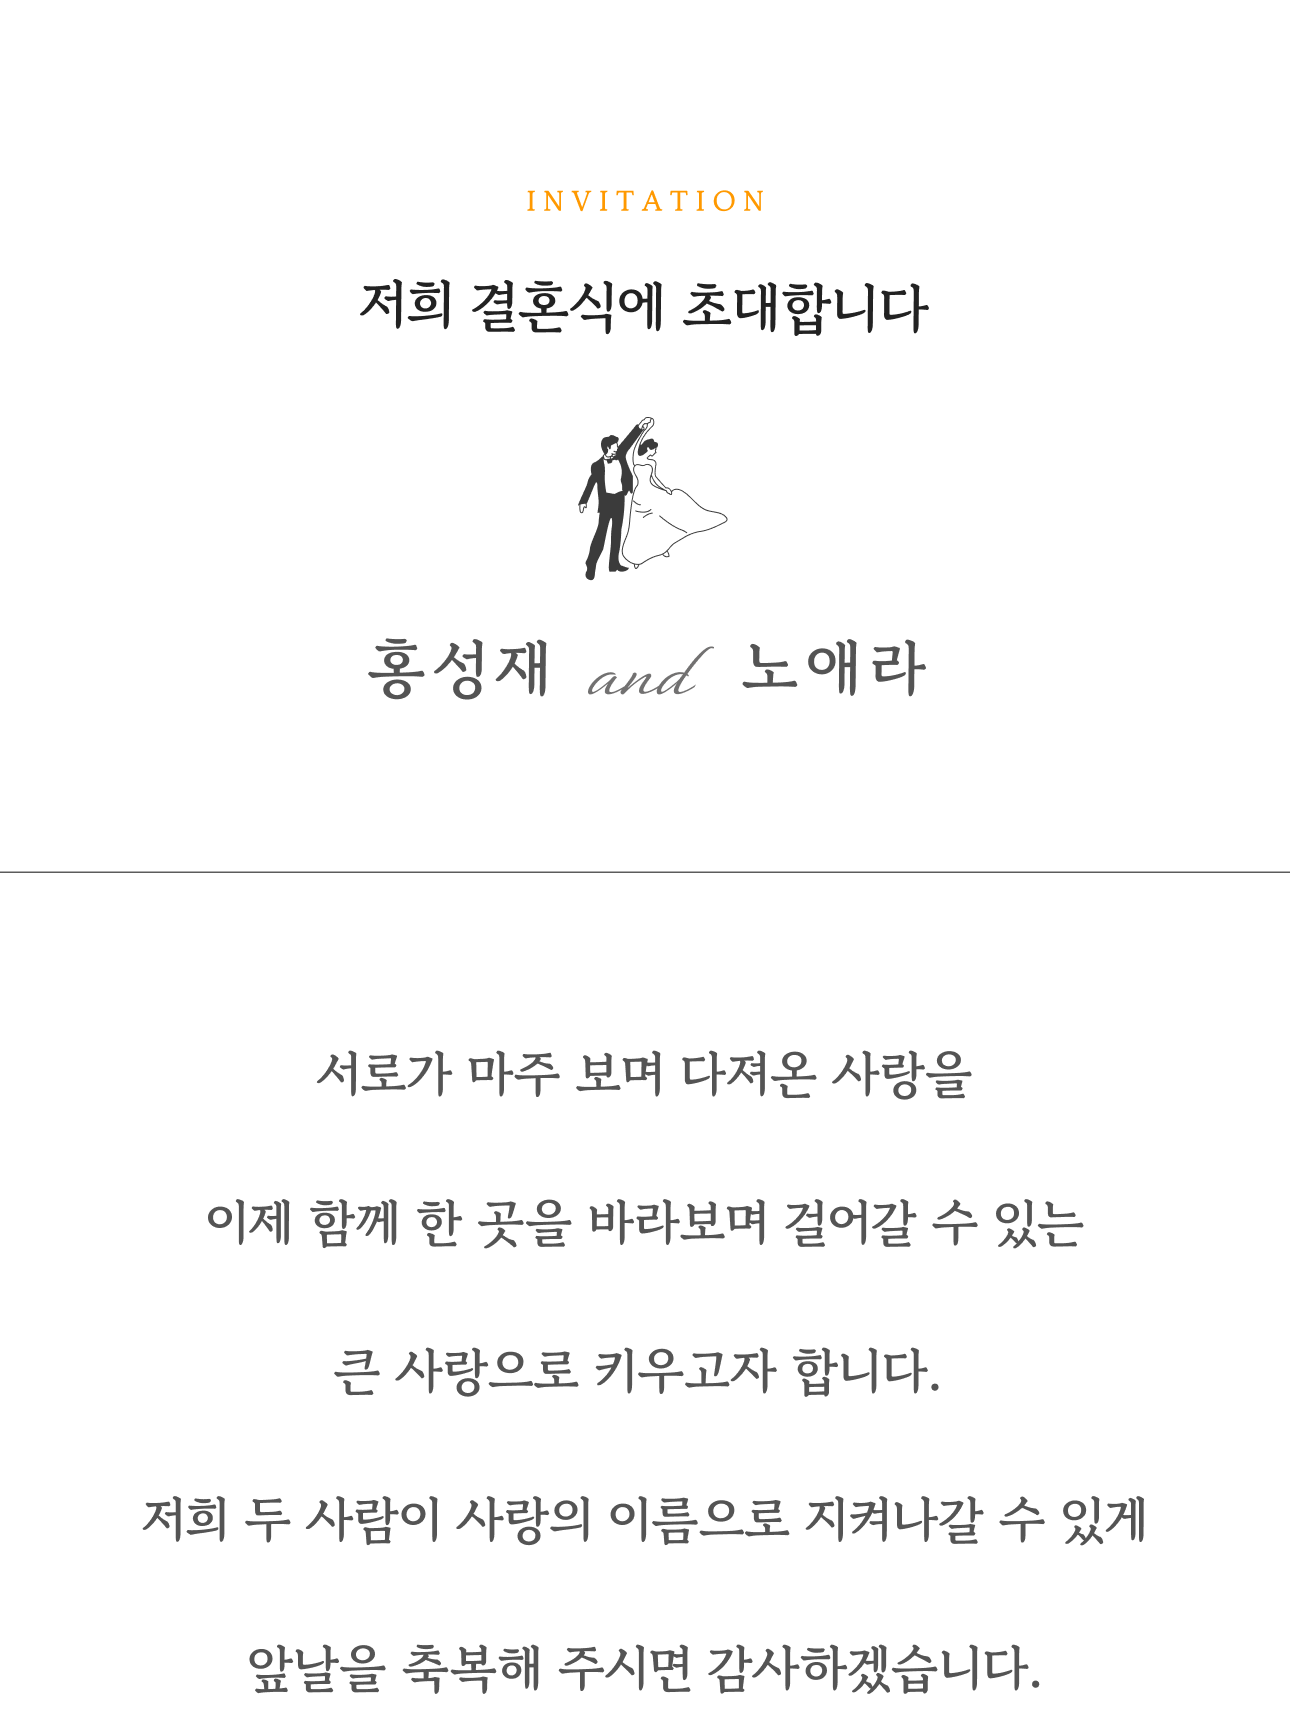 INVITATION
저희 결혼식에 초대합니다
홍성재 and 노애라
서로가 마주 보며 다져온 사랑을
이제 함께 한 곳을 바라보며 걸어갈 수 있는
큰 사랑으로 키우고자 합니다.
저희 두 사람이 사랑의 이름으로 지켜나갈 수 있게
앞날을 축복해 주시면 감사하겠습니다.